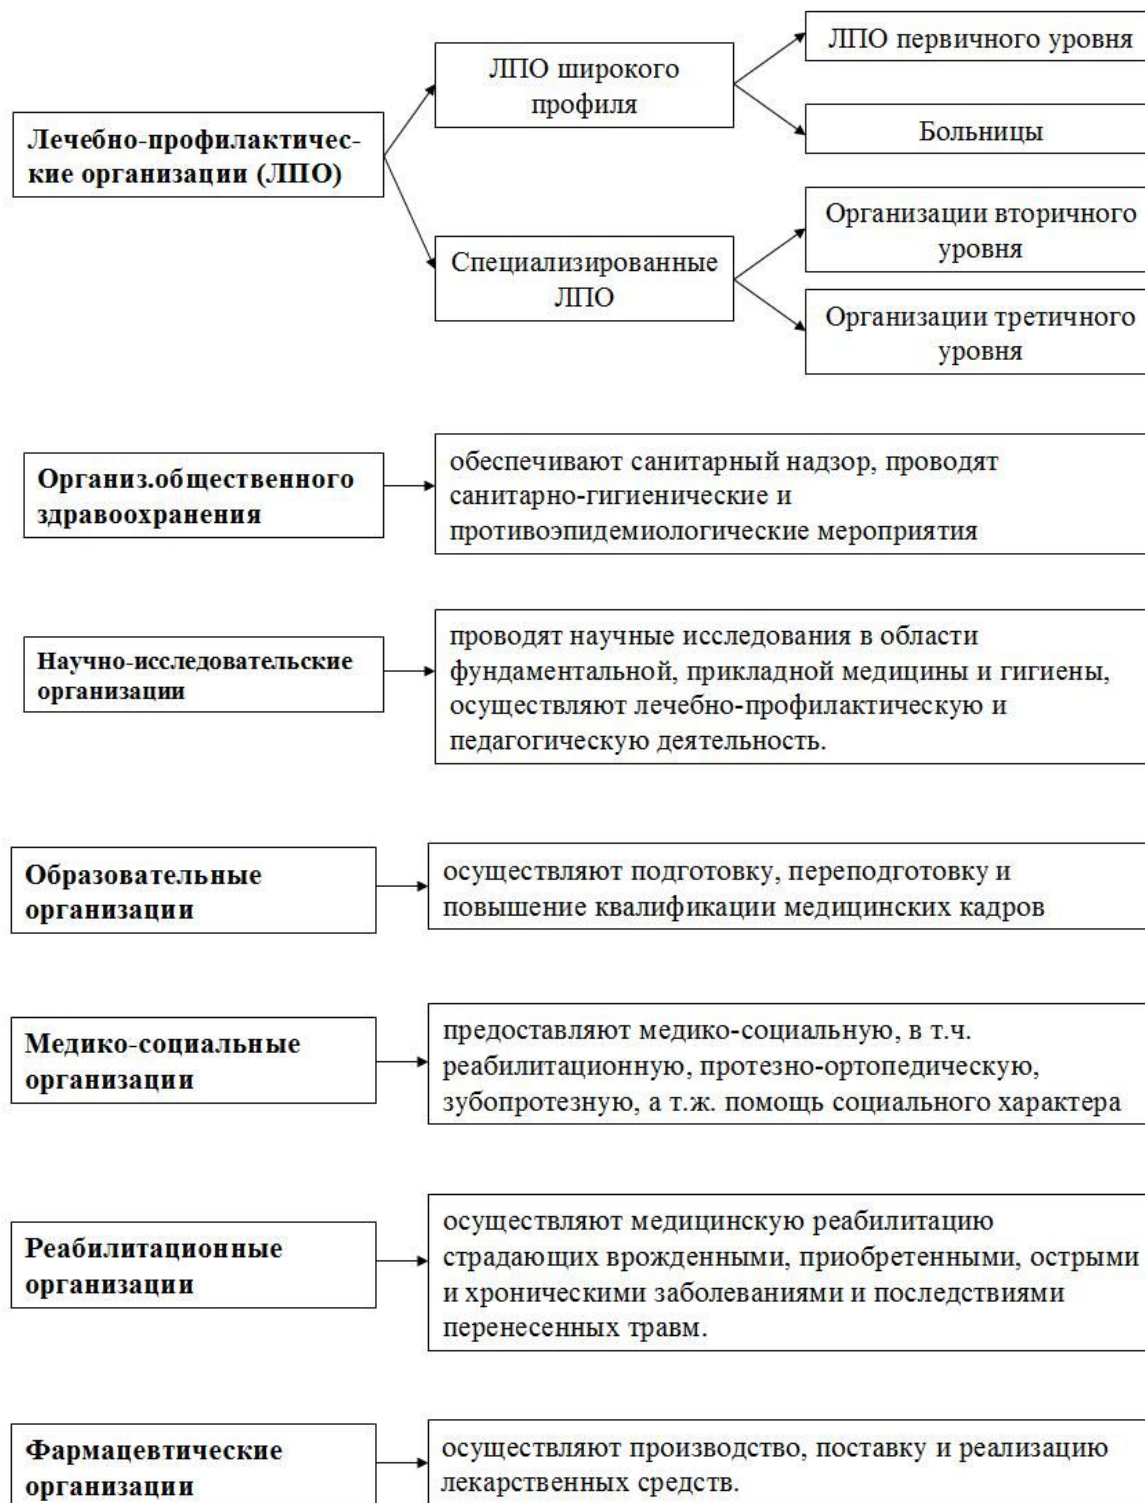 Лечебно-профилактичес-
кие организации (ЛПО)
ЛПО широкого
профиля
ЛПО первичного уровня
Больницы
Специализированные
ЛПО
Организации вторичного
уровня
Организации третичного
уровня
Организ.общественного
здравоохранения
обеспечивают санитарный надзор, проводят
санитарно-гигиенические и
противоэпидемиологические мероприятия
Научно-исследовательские
организации
проводят научные исследования в области
фундаментальной, прикладной медицины и гигиены,
осуществляют лечебно-профилактическую и
педагогическую деятельность.
Образовательные
организации
осуществляют подготовку, переподготовку и
повышение квалификации медицинских кадров
Медико-социальные
организации
предоставляют медико-социальную, в т.ч.
реабилитационную, протезно-ортопедическую,
зубопротезную, а т.ж. помощь социального характера
Реабилитационные
организации
осуществляют медицинскую реабилитацию
страдающих врожденными, приобретенными, острыми
и хроническими заболеваниями и последствиями
перенесенных травм.
Фармацевтические
организации
осуществляют производство, поставку и реализацию
лекарственных средств.